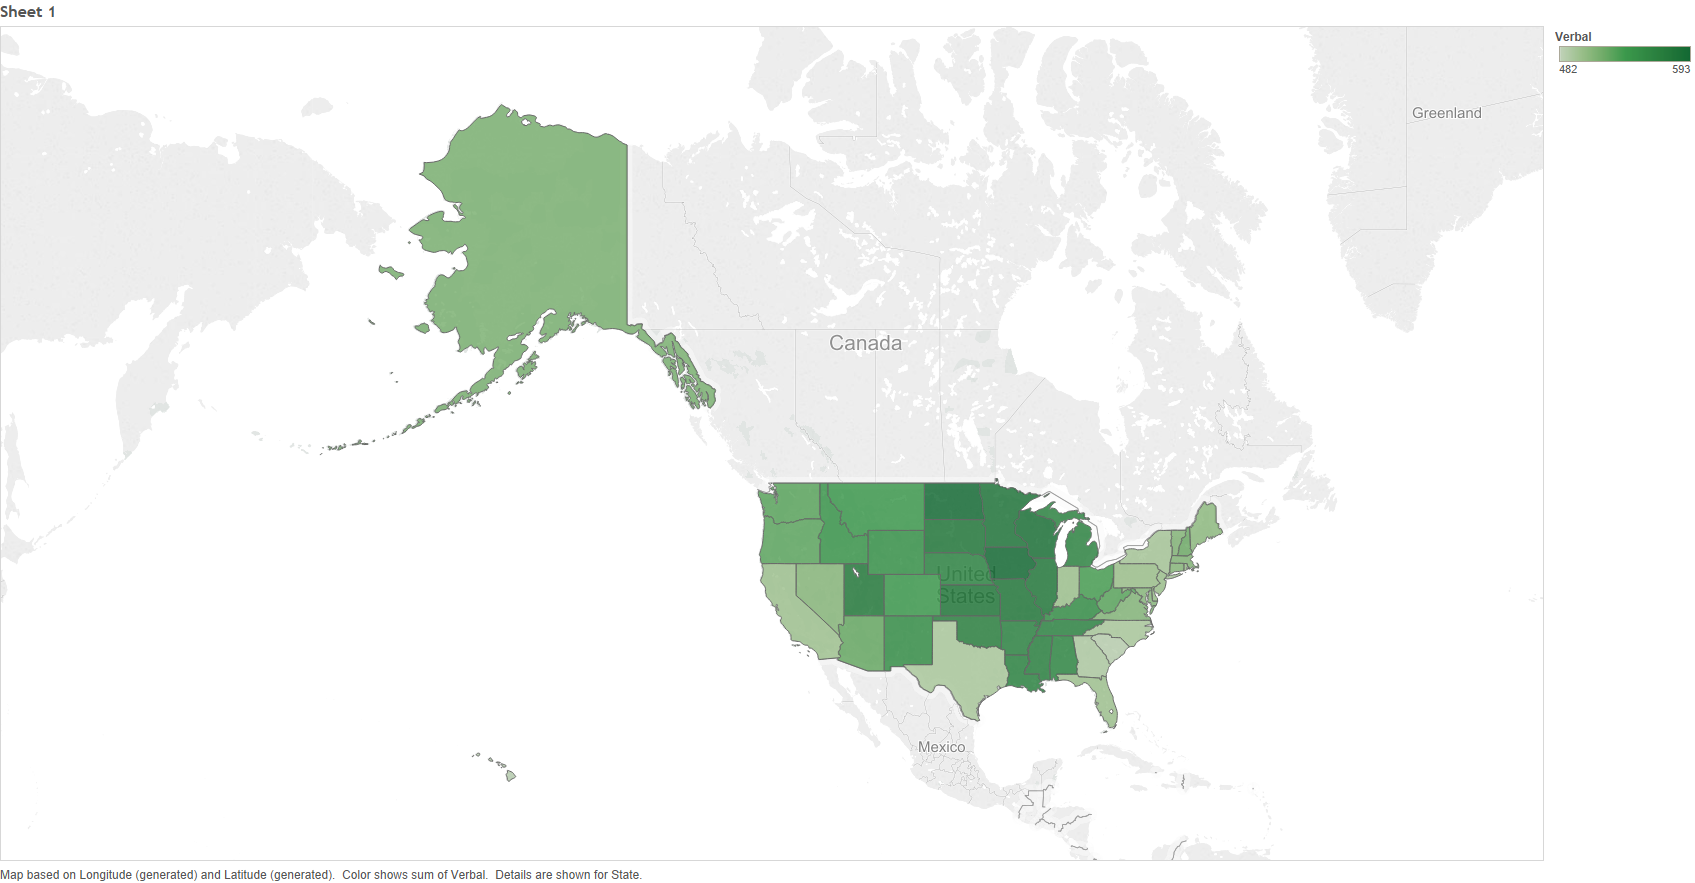 Sheet 1
Verbal
482 593
Greenland
Canada
United
States
Mexico
Map based on Longitude (generated) and Latitude (generated).  Color shows sum of Verbal.  Details are shown for State.